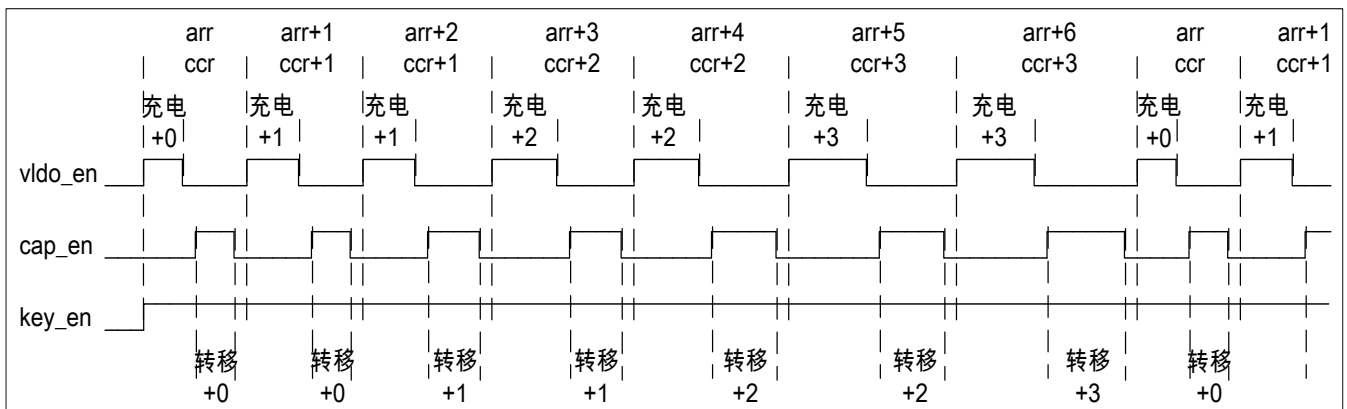 arr arr+1 arr+2 arr+3 arr+4 arr+5 arr+6 arr arr+1
ccr ccr+1 ccr+1 ccr+2 ccr+2 ccr+3 ccr+3 ccr ccr+1
充电 充电 充电 充电 充电 充电 充电 充电 充电
+0 +1 +1 +2 +2 +3 +3 +0 +1
vldo_en
cap_en
key_en
转移 转移 转移 转移 转移 转移 转移 转移
+0 +0 +1 +1 +2 +2 +3 +0